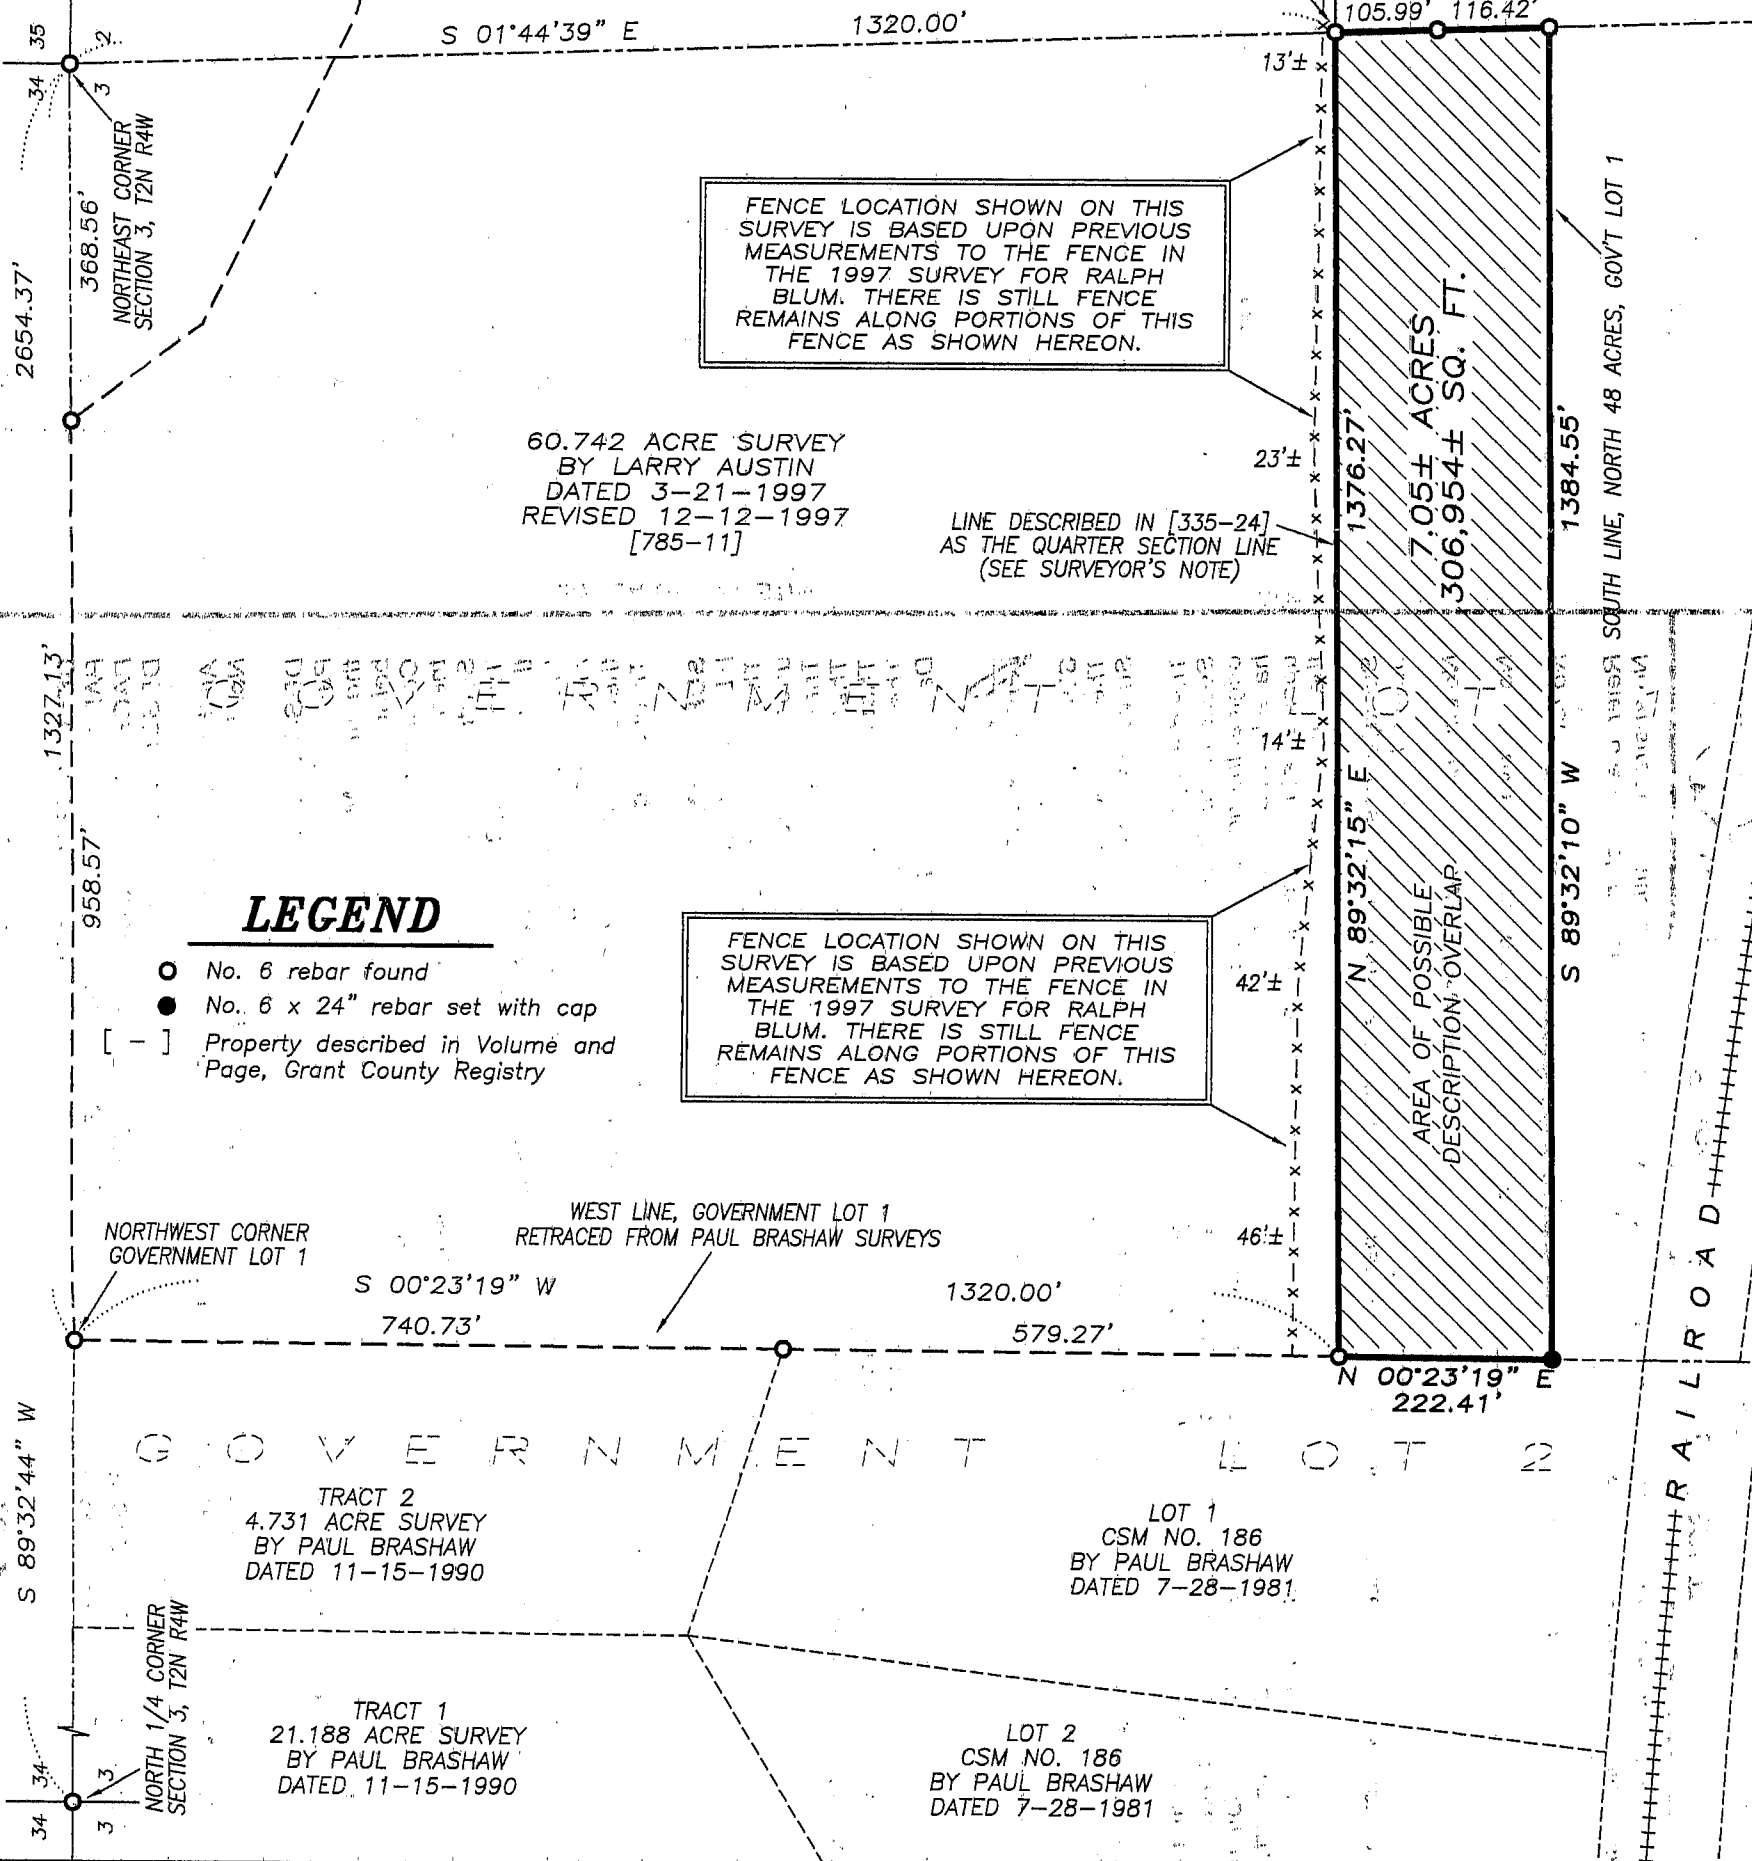 S 01°44'39" E
1320.00'
105.99'
116.42'
35
2
34
3
NORTHEAST CORNER
SECTION 3, T2N R4W
368.56'
2654.37'
13'±
FENCE LOCATION SHOWN ON THIS
SURVEY IS BASED UPON PREVIOUS
MEASUREMENTS TO THE FENCE IN
THE 1997 SURVEY FOR RALPH
BLUM. THERE IS STILL FENCE
REMAINS ALONG PORTIONS OF THIS
FENCE AS SHOWN HEREON.
SOUTH LINE, NORTH 48 ACRES, GOV'T LOT 1
7.05± ACRES
306,954± SQ. FT.
1376.27'
1384.55'
23'±
60.742 ACRE SURVEY
BY LARRY AUSTIN
DATED 3-21-1997
REVISED 12-12-1997
[785-11]
LINE DESCRIBED IN [335-24]
AS THE QUARTER SECTION LINE
(SEE SURVEYOR'S NOTE)
1327.13'
GOVERNMENT LOT
14'±
N 89°32'15" E
S 89°32'10" W
958.57'
LEGEND
No. 6 rebar found
No. 6 x 24" rebar set with cap
[ - ] Property described in Volume and
Page, Grant County Registry
FENCE LOCATION SHOWN ON THIS
SURVEY IS BASED UPON PREVIOUS
MEASUREMENTS TO THE FENCE IN
THE 1997 SURVEY FOR RALPH
BLUM. THERE IS STILL FENCE
REMAINS ALONG PORTIONS OF THIS
FENCE AS SHOWN HEREON.
42'±
AREA OF POSSIBLE
DESCRIPTION OVERLAP
46'±
NORTHWEST CORNER
GOVERNMENT LOT 1
WEST LINE, GOVERNMENT LOT 1
RETRACED FROM PAUL BRASHAW SURVEYS
S 00°23'19" W
1320.00'
740.73'
579.27'
N 00°23'19" E
222.41'
RAILROAD
S 89°32'44" W
GOVERNMENT LOT 2
TRACT 2
4.731 ACRE SURVEY
BY PAUL BRASHAW
DATED 11-15-1990
LOT 1
CSM NO. 186
BY PAUL BRASHAW
DATED 7-28-1981
NORTH 1/4 CORNER
SECTION 3, T2N R4W
TRACT 1
21.188 ACRE SURVEY
BY PAUL BRASHAW
DATED 11-15-1990
LOT 2
CSM NO. 186
BY PAUL BRASHAW
DATED 7-28-1981
34
3
34
3